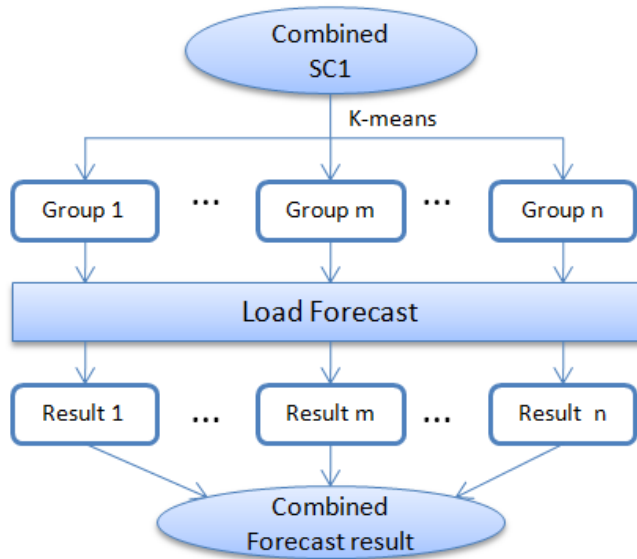 Combined
SC1
K-means
Group 1 ... Group m ... Group n
Load Forecast
Result 1 ... Result m ... Result n
Combined
Forecast result